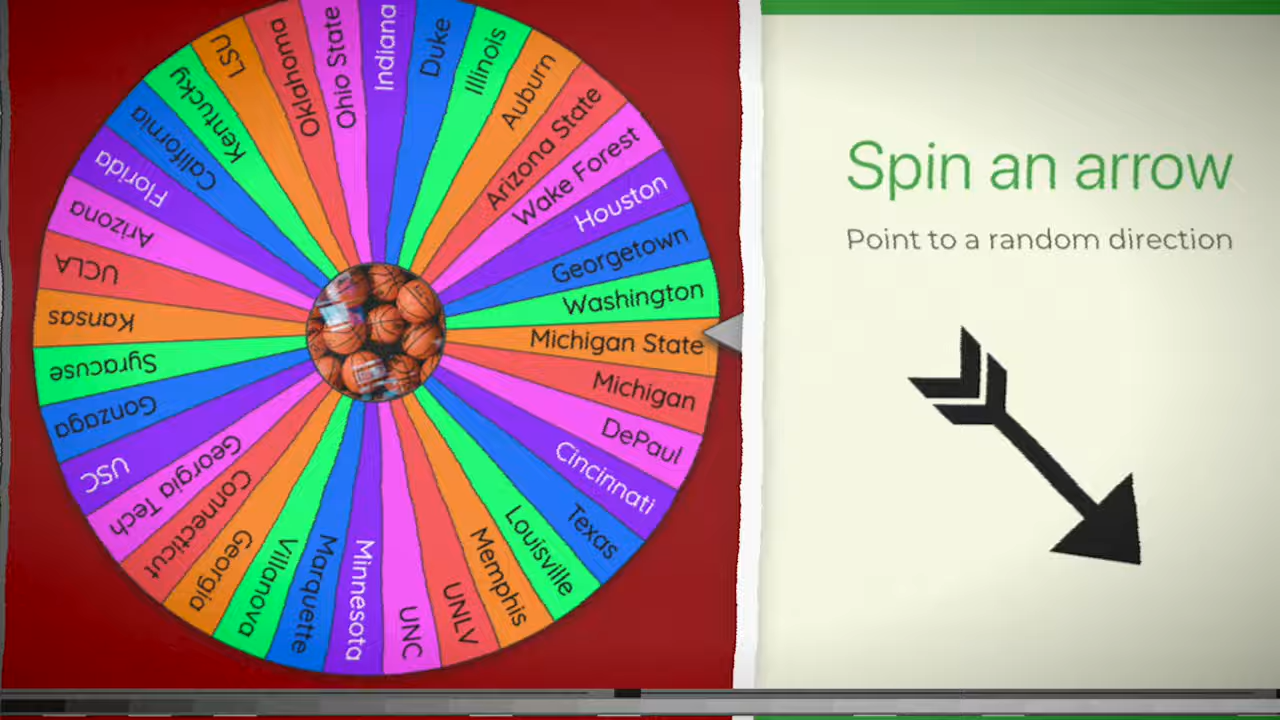 Indiana
Duke
Illinois
Auburn
Arizona State
Wake Forest
Houston
Georgetown
Washington
Michigan State
Michigan
DePaul
Cincinnati
Texas
Louisville
Memphis
UNLV
UNC
Minnesota
Marquette
Villanova
Georgia
Connecticut
Georgia Tech
USC
Gonzaga
Syracuse
Kansas
UCLA
Arizona
Florida
California
Kentucky
LSU
Oklahoma
Ohio State
Spin an arrow
Point to a random direction